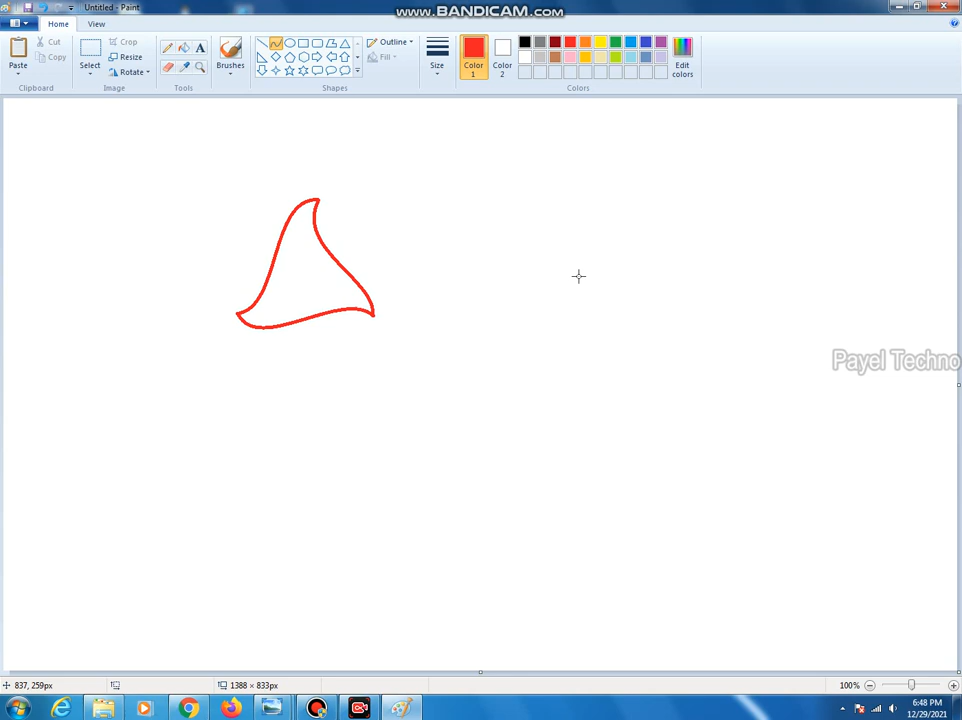 Untitled - Paint
WWW.BANDICAM.COM
Home
View
Paste
Cut
Copy
Clipboard
Select
Crop
Resize
Rotate
Image
A
Tools
Brushes
Shapes
Outline
Fill
Size
Color 1
Color 2
Colors
Edit colors
Payel Techno
837, 259px
1388 × 833px
100%
6:48 PM
12/29/2021